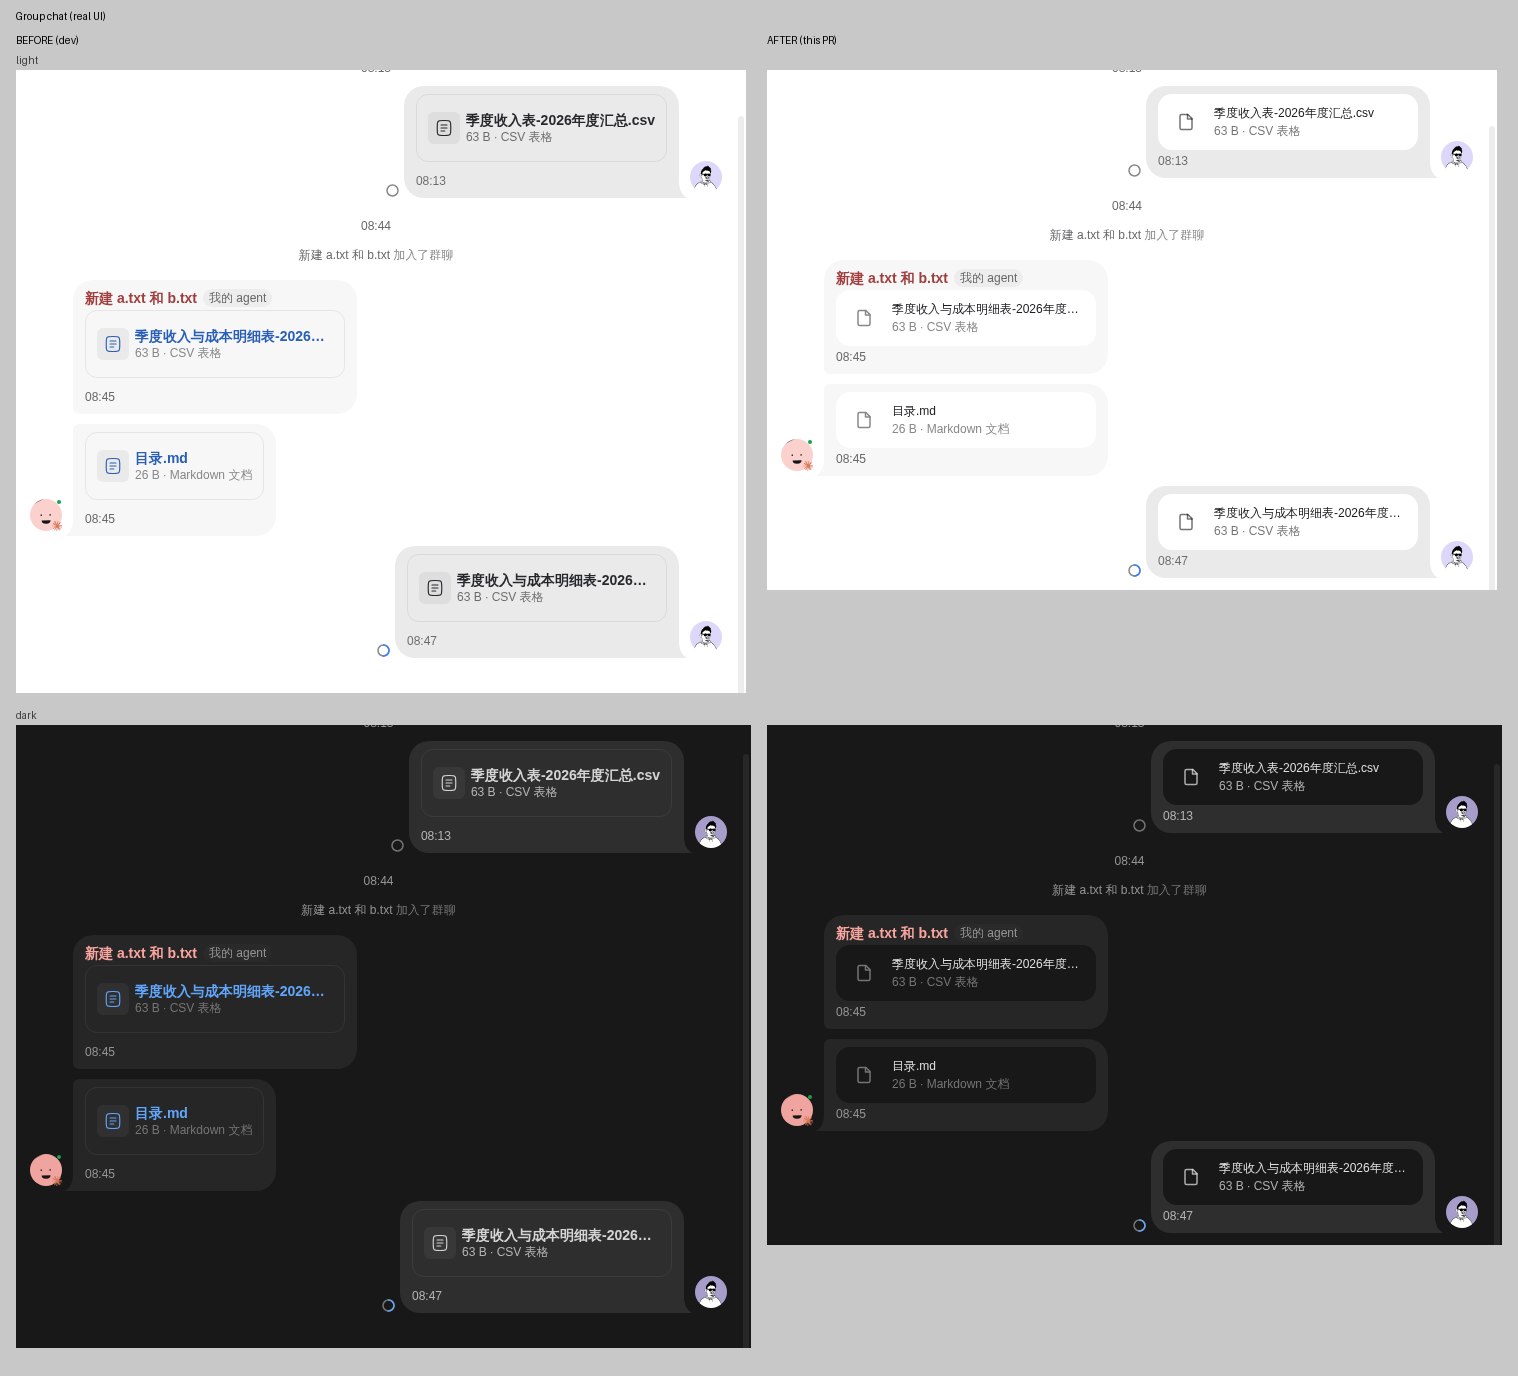 Group chat (real UI)
BEFORE (dev)
light
季度收入表-2026年度汇总.csv
63 B · CSV 表格
08:13
08:44
新建 a.txt 和 b.txt 加入了群聊
新建 a.txt 和 b.txt 我的 agent
季度收入与成本明细表-2026…
63 B · CSV 表格
08:45
目录.md
26 B · Markdown 文档
08:45
季度收入与成本明细表-2026…
63 B · CSV 表格
08:47
AFTER (this PR)
季度收入表-2026年度汇总.csv
63 B · CSV 表格
08:13
08:44
新建 a.txt 和 b.txt 加入了群聊
新建 a.txt 和 b.txt 我的 agent
季度收入与成本明细表-2026年度…
63 B · CSV 表格
08:45
目录.md
26 B · Markdown 文档
08:45
季度收入与成本明细表-2026年度…
63 B · CSV 表格
08:47
dark
季度收入表-2026年度汇总.csv
63 B · CSV 表格
08:13
08:44
新建 a.txt 和 b.txt 加入了群聊
新建 a.txt 和 b.txt 我的 agent
季度收入与成本明细表-2026…
63 B · CSV 表格
08:45
目录.md
26 B · Markdown 文档
08:45
季度收入与成本明细表-2026…
63 B · CSV 表格
08:47
季度收入表-2026年度汇总.csv
63 B · CSV 表格
08:13
08:44
新建 a.txt 和 b.txt 加入了群聊
新建 a.txt 和 b.txt 我的 agent
季度收入与成本明细表-2026年度…
63 B · CSV 表格
08:45
目录.md
26 B · Markdown 文档
08:45
季度收入与成本明细表-2026年度…
63 B · CSV 表格
08:47